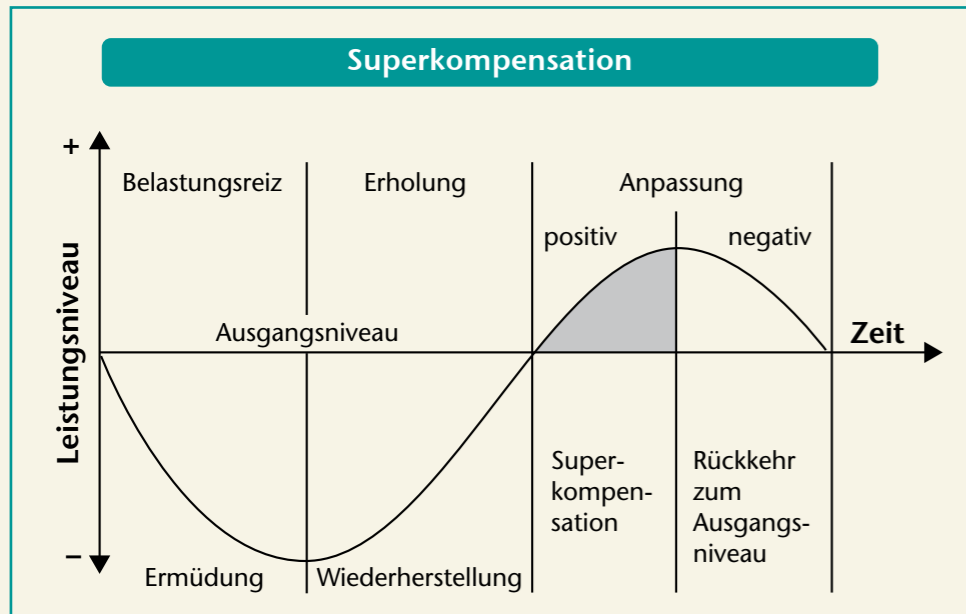 Superkompensation
+
Belastungsreiz
Erholung
Anpassung
positiv
negativ
Leistungsniveau
Ausgangsniveau
Zeit
Super-
kompen-
sation
Rückkehr
zum
Ausgangs-
niveau
–
Ermüdung
Wiederherstellung